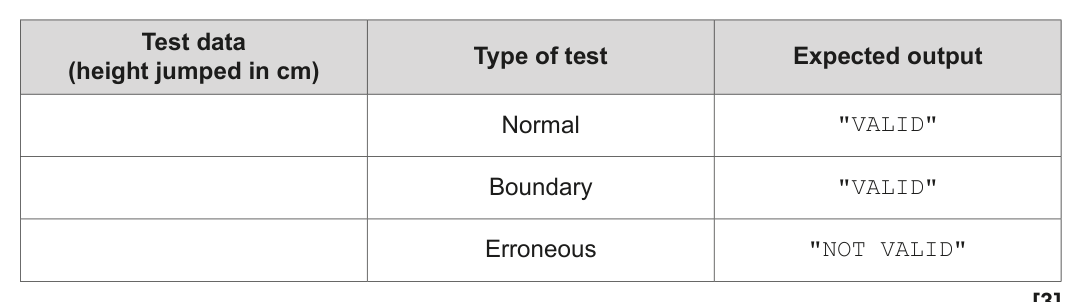 Test data
(height jumped in cm)
Type of test
Expected output
Normal
"VALID"
Boundary
"VALID"
Erroneous
"NOT VALID"
[3]